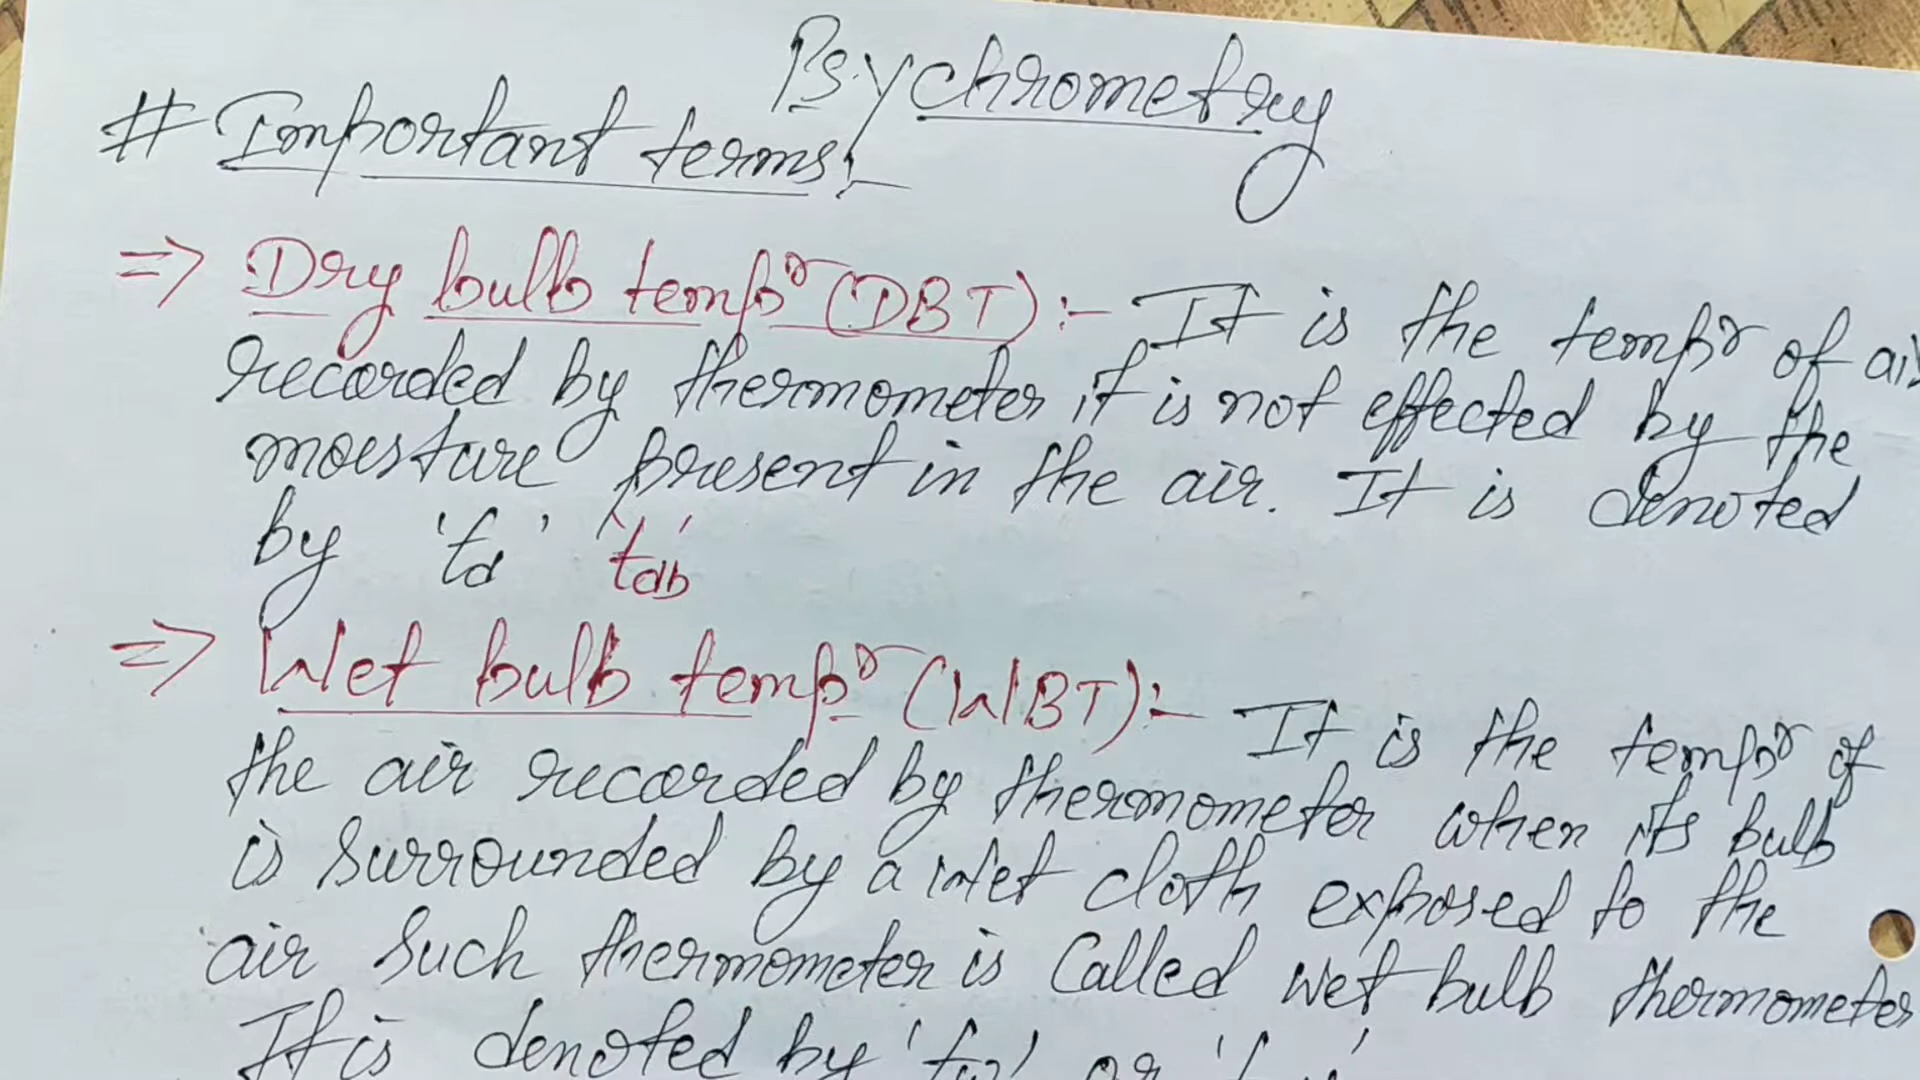 Psychrometry
# Important terms:-
=> Dry bulb tempr (DBT) :- It is the tempr of air
recorded by thermometer it is not effected by the
moisture present in the air. It is denoted
by 'td' 'tdb'
=> Wet bulb tempr (WBT):- It is the tempr of
the air recorded by thermometer when its bulb
is surrounded by a wet cloth exposed to the
air such thermometer is called wet bulb thermometer
It is denoted by 'tw' or